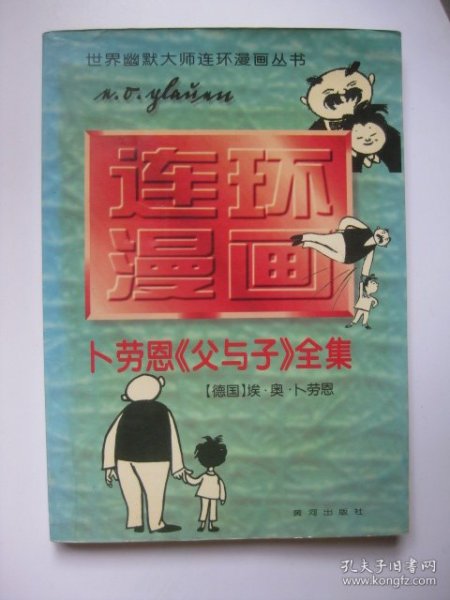 世界幽默大师连环漫画丛书
e.o.plauen
连环
漫画
卜劳恩《父与子》全集
【德国】埃·奥·卜劳恩
黄河出版社
孔夫子旧书网
www.kongfz.com